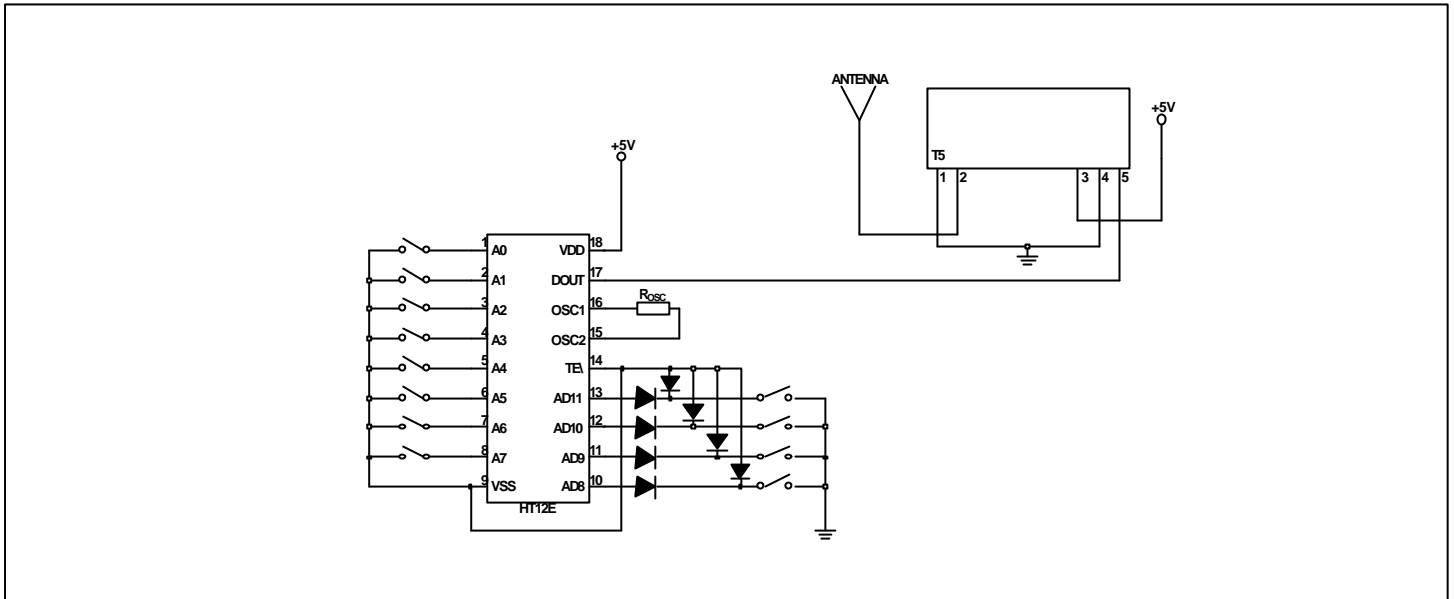 ANTENNA
+5V
T5
1 2 3 4 5
+5V
1 A0 VDD 18
2 A1 DOUT 17
3 A2 OSC1 16
ROSC
4 A3 OSC2 15
5 A4 TE\ 14
6 A5 AD11 13
7 A6 AD10 12
8 A7 AD9 11
9 VSS AD8 10
HT12E